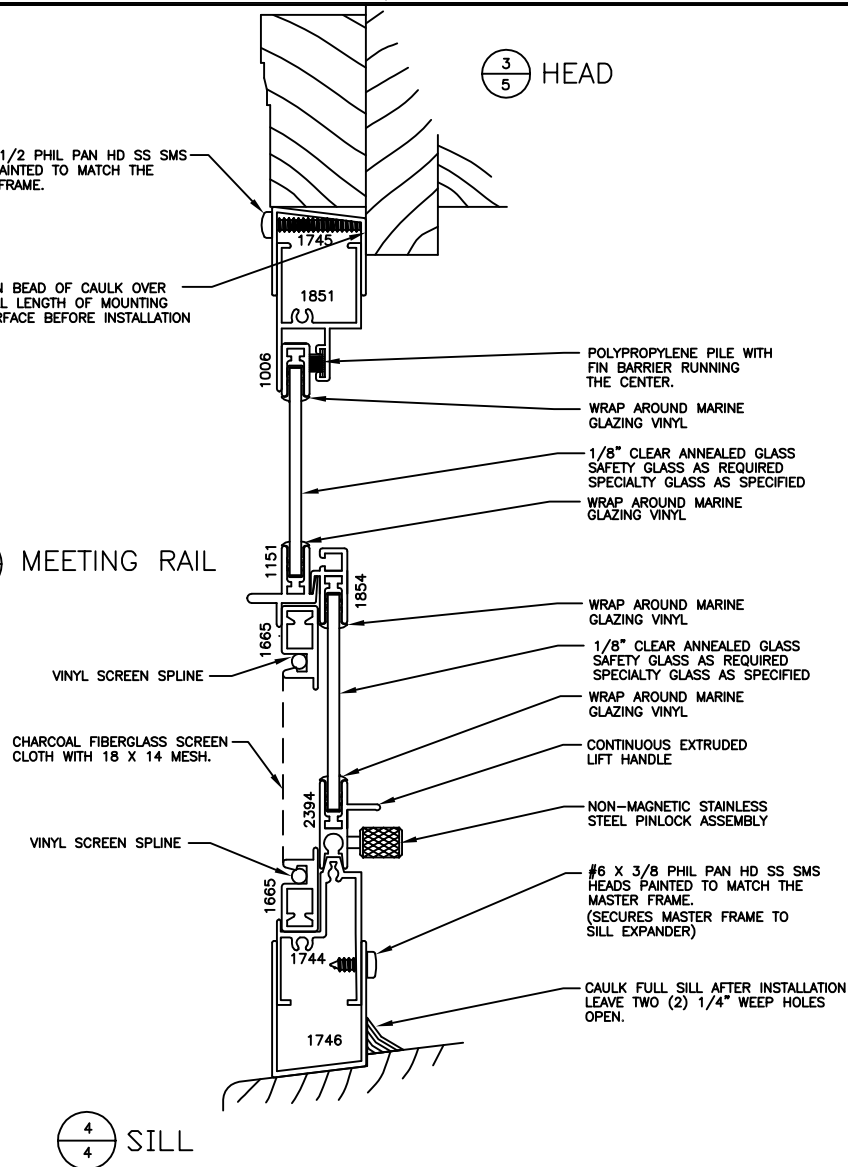 3
5
HEAD
1/2 PHIL PAN HD SS SMS
AINTED TO MATCH THE
FRAME.
1745
N BEAD OF CAULK OVER
L LENGTH OF MOUNTING
RFACE BEFORE INSTALLATION
1851
1006
POLYPROPYLENE PILE WITH
FIN BARRIER RUNNING
THE CENTER.
WRAP AROUND MARINE
GLAZING VINYL
1/8" CLEAR ANNEALED GLASS
SAFETY GLASS AS REQUIRED
SPECIALTY GLASS AS SPECIFIED
WRAP AROUND MARINE
GLAZING VINYL
MEETING RAIL
1151
1854
WRAP AROUND MARINE
GLAZING VINYL
1665
1/8" CLEAR ANNEALED GLASS
SAFETY GLASS AS REQUIRED
SPECIALTY GLASS AS SPECIFIED
VINYL SCREEN SPLINE
WRAP AROUND MARINE
GLAZING VINYL
CHARCOAL FIBERGLASS SCREEN
CLOTH WITH 18 X 14 MESH.
CONTINUOUS EXTRUDED
LIFT HANDLE
2394
NON-MAGNETIC STAINLESS
STEEL PINLOCK ASSEMBLY
VINYL SCREEN SPLINE
1665
#6 X 3/8 PHIL PAN HD SS SMS
HEADS PAINTED TO MATCH THE
MASTER FRAME.
(SECURES MASTER FRAME TO
SILL EXPANDER)
1744
CAULK FULL SILL AFTER INSTALLATION
LEAVE TWO (2) 1/4" WEEP HOLES
OPEN.
1746
4
4
SILL